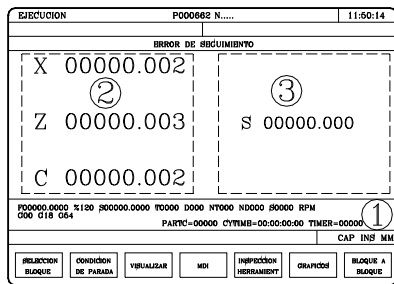 EJECUCION P000662 N..... 11:50:14
ERROR DE SEGUIMIENTO
X 00000.002
2
3
Z 00000.003
S 00000.000
C 00000.002
F00000.0000 %120 S00000.0000 T0000 D000 NT000 ND000 S0000 RPM
G00 G18 G64
PARTC=00000 CYTIME=00:00:00:00 TIMER=00000
1
CAP INS MM
SELECCION BLOQUE
CONDICION DE PARADA
VISUALIZAR
MDI
INSPECCION HERRAMIENT
GRAFICOS
BLOQUE A BLOQUE